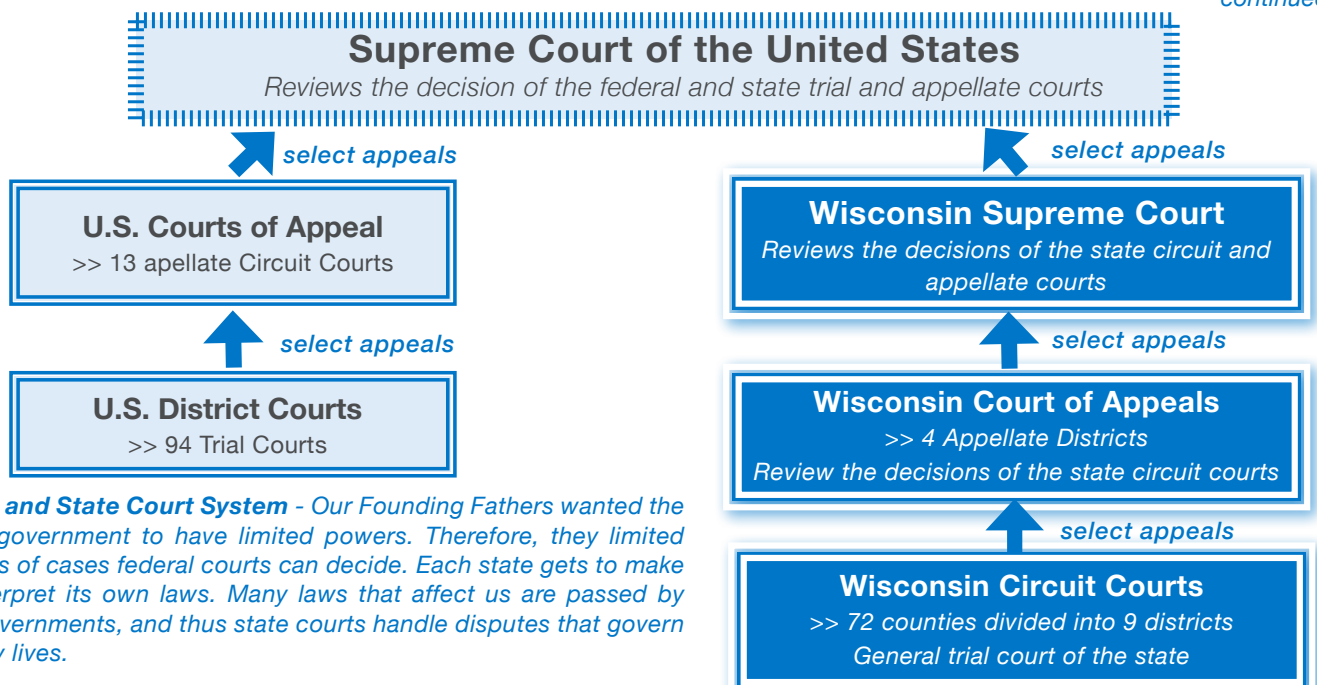 continued
Supreme Court of the United States
Reviews the decision of the federal and state trial and appellate courts
select appeals
select appeals
U.S. Courts of Appeal
>> 13 apellate Circuit Courts
Wisconsin Supreme Court
Reviews the decisions of the state circuit and
appellate courts
select appeals
select appeals
U.S. District Courts
>> 94 Trial Courts
Wisconsin Court of Appeals
>> 4 Appellate Districts
Review the decisions of the state circuit courts
and State Court System - Our Founding Fathers wanted the
government to have limited powers. Therefore, they limited
of cases federal courts can decide. Each state gets to make
its own laws. Many laws that affect us are passed by
and thus state courts handle disputes that govern
lives.
select appeals
Wisconsin Circuit Courts
>> 72 counties divided into 9 districts
General trial court of the state